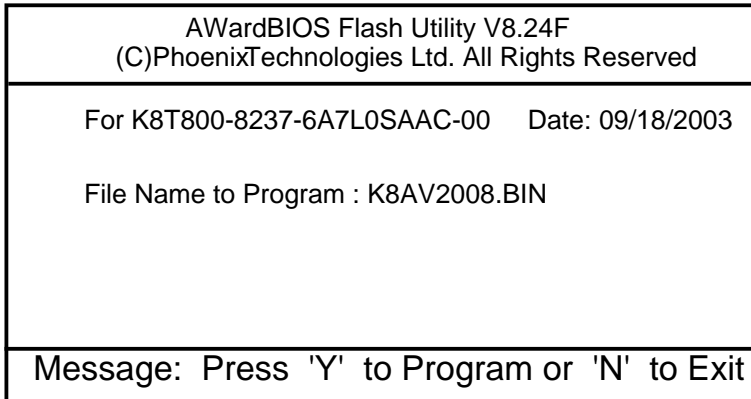 AWardBIOS Flash Utility V8.24F
(C)PhoenixTechnologies Ltd. All Rights Reserved
For K8T800-8237-6A7L0SAAC-00 Date: 09/18/2003
File Name to Program : K8AV2008.BIN
Message: Press 'Y' to Program or 'N' to Exit